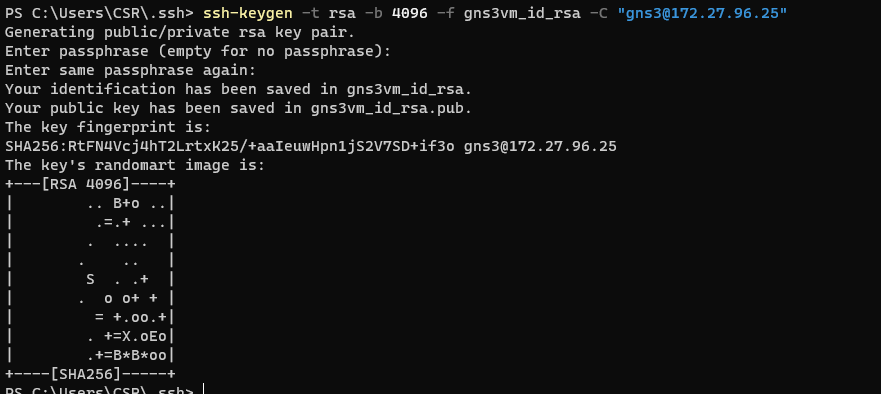 PS C:\Users\CSR\.ssh> ssh-keygen -t rsa -b 4096 -f gns3vm_id_rsa -C "gns3@172.27.96.25"
Generating public/private rsa key pair.
Enter passphrase (empty for no passphrase):
Enter same passphrase again:
Your identification has been saved in gns3vm_id_rsa.
Your public key has been saved in gns3vm_id_rsa.pub.
The key fingerprint is:
SHA256:RtFN4Vcj4hT2LrtxK25/+aaIeuwHpn1jS2V7SD+if3o gns3@172.27.96.25
The key's randomart image is:
+---[RSA 4096]----+
|        .. B+o ..|
|         .=.+ ...|
|        .  ....  |
|       .    ..   |
|        S  . .+  |
|       .  o o+ + |
|         = +.oo.+|
|        . +=X.oEo|
|        .+=B*B*oo|
+----[SHA256]-----+
PS C:\Users\CSR\.ssh>